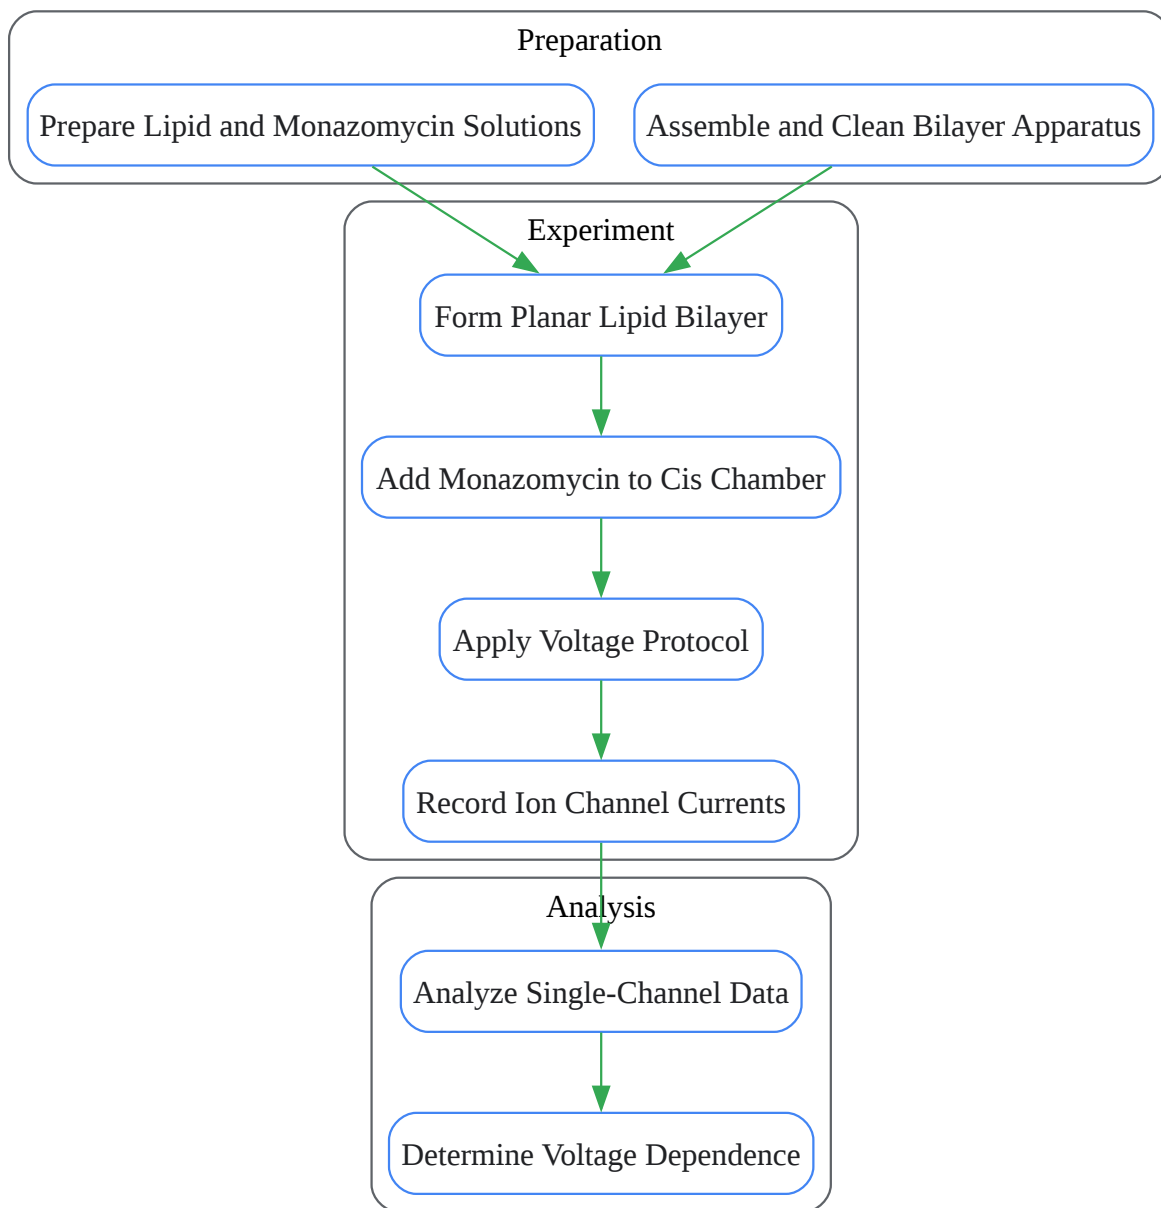 Preparation
Prepare Lipid and Monazomycin Solutions
Assemble and Clean Bilayer Apparatus
Experiment
Form Planar Lipid Bilayer
Add Monazomycin to Cis Chamber
Apply Voltage Protocol
Record Ion Channel Currents
Analysis
Analyze Single-Channel Data
Determine Voltage Dependence